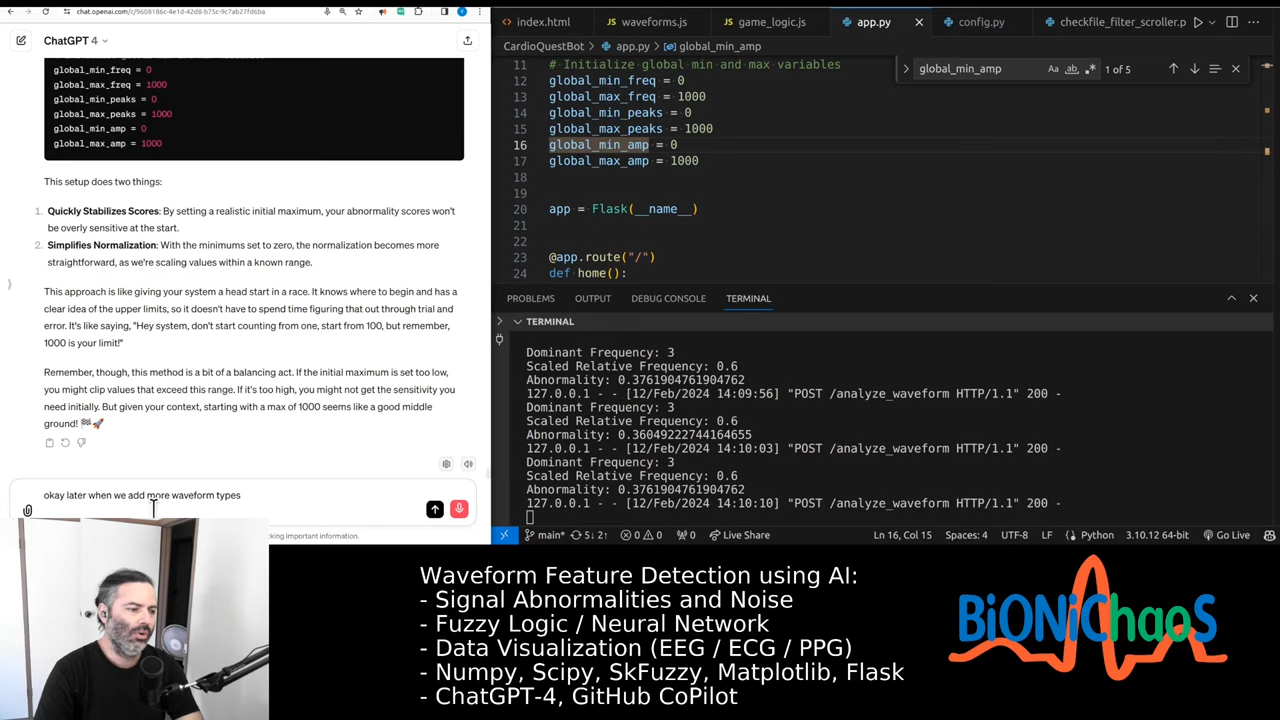 chat.openai.com/c/9608186c-4e1d-42d8-b75c-9c7ab27fd6ba
ChatGPT 4
global_min_freq = 0
global_max_freq = 1000
global_min_peaks = 0
global_max_peaks = 1000
global_min_amp = 0
global_max_amp = 1000
This setup does two things:
1. Quickly Stabilizes Scores: By setting a realistic initial maximum, your abnormality scores won't
be overly sensitive at the start.
2. Simplifies Normalization: With the minimums set to zero, the normalization becomes more
straightforward, as we're scaling values within a known range.
This approach is like giving your system a head start in a race. It knows where to begin and has a
clear idea of the upper limits, so it doesn't have to spend time figuring that out through trial and
error. It's like saying, "Hey system, don't start counting from one, start from 100, but remember,
1000 is your limit!"
Remember, though, this method is a bit of a balancing act. If the initial maximum is set too low,
you might clip values that exceed this range. If it's too high, you might not get the sensitivity you
need initially. But given your context, starting with a max of 1000 seems like a good middle
ground! 🏁🚀
okay later when we add more waveform types
cking important information.
index.html waveforms.js game_logic.js app.py config.py checkfile_filter_scroller.p
CardioQuestBot > app.py > global_min_amp
global_min_amp Aa ab 1 of 5
11 # Initialize global min and max variables
12 global_min_freq = 0
13 global_max_freq = 1000
14 global_min_peaks = 0
15 global_max_peaks = 1000
16 global_min_amp = 0
17 global_max_amp = 1000
18
19
20 app = Flask(__name__)
21
22
23 @app.route("/")
24 def home():
PROBLEMS OUTPUT DEBUG CONSOLE TERMINAL
TERMINAL
Dominant Frequency: 3
Scaled Relative Frequency: 0.6
Abnormality: 0.3761904761904762
127.0.0.1 - - [12/Feb/2024 14:09:56] "POST /analyze_waveform HTTP/1.1" 200 -
Dominant Frequency: 3
Scaled Relative Frequency: 0.6
Abnormality: 0.36049222744164655
127.0.0.1 - - [12/Feb/2024 14:10:03] "POST /analyze_waveform HTTP/1.1" 200 -
Dominant Frequency: 3
Scaled Relative Frequency: 0.6
Abnormality: 0.3761904761904762
127.0.0.1 - - [12/Feb/2024 14:10:10] "POST /analyze_waveform HTTP/1.1" 200 -
main* 5↓ 2↑ 0 0 0 Live Share Ln 16, Col 15 Spaces: 4 UTF-8 LF Python 3.10.12 64-bit Go Live
Waveform Feature Detection using AI:
- Signal Abnormalities and Noise
- Fuzzy Logic / Neural Network
- Data Visualization (EEG / ECG / PPG)
- Numpy, Scipy, SkFuzzy, Matplotlib, Flask
- ChatGPT-4, GitHub CoPilot
BiONiChaoS